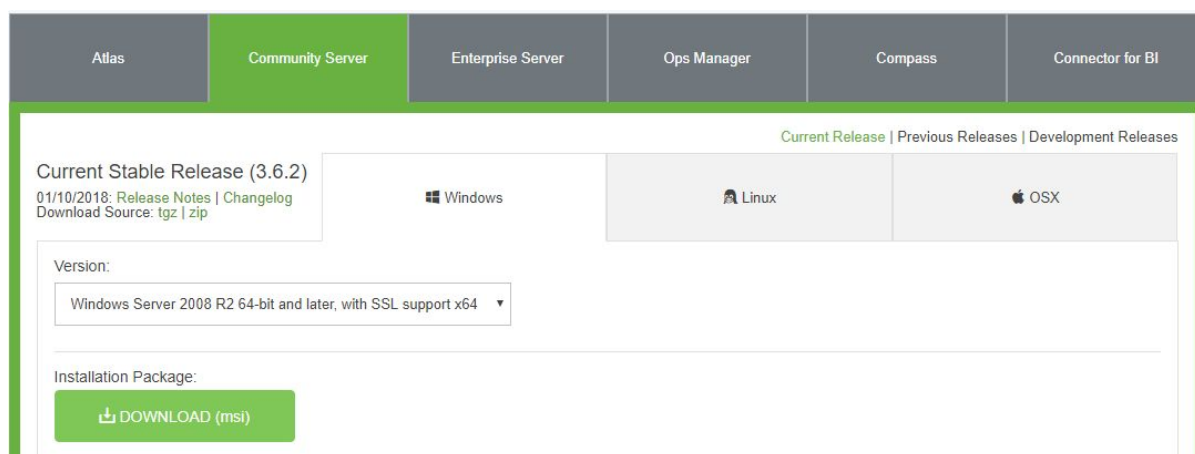 Atlas
Community Server
Enterprise Server
Ops Manager
Compass
Connector for BI
Current Release | Previous Releases | Development Releases
Current Stable Release (3.6.2)
01/10/2018: Release Notes | Changelog
Download Source: tgz | zip
Windows
Linux
OSX
Version:
Windows Server 2008 R2 64-bit and later, with SSL support x64
Installation Package:
DOWNLOAD (msi)